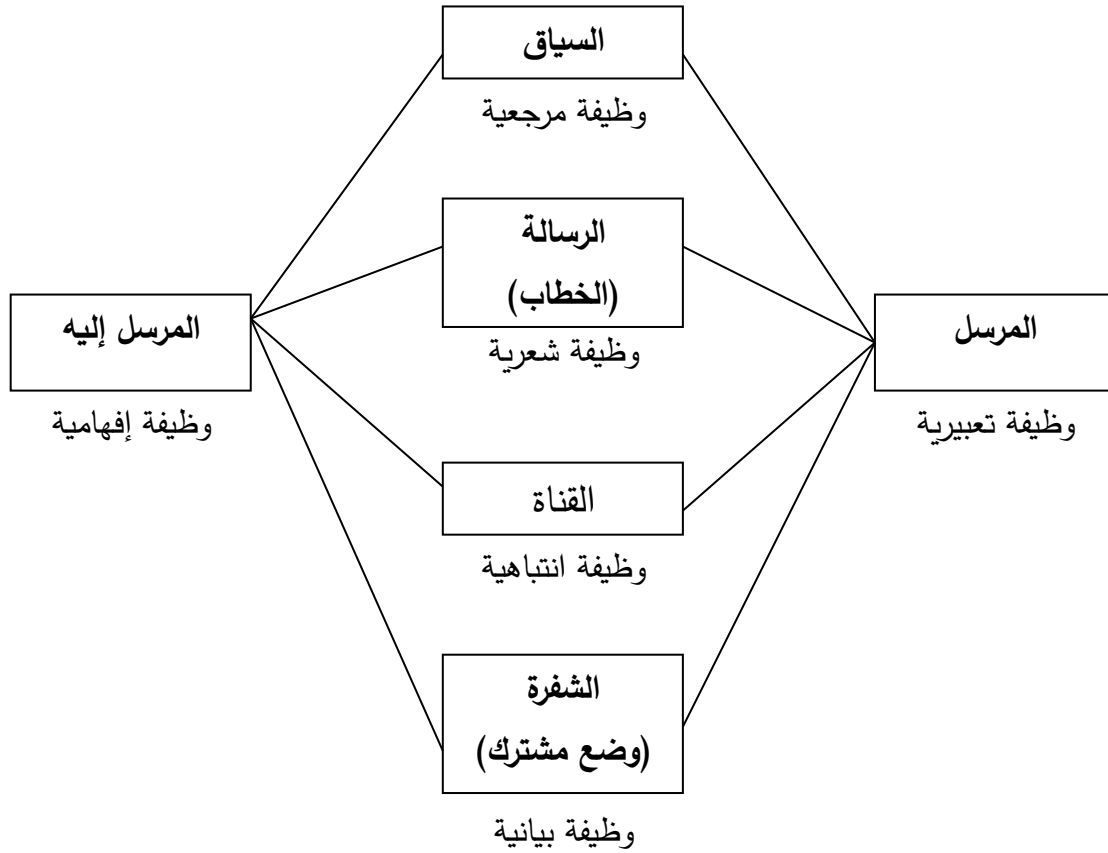 السياق
وظيفة مرجعية
الرسالة
(الخطاب)
وظيفة شعرية
المرسل
وظيفة تعبيرية
المرسل إليه
وظيفة إفهامية
القناة
وظيفة انتباهية
الشفرة
(وضع مشترك)
وظيفة بيانية